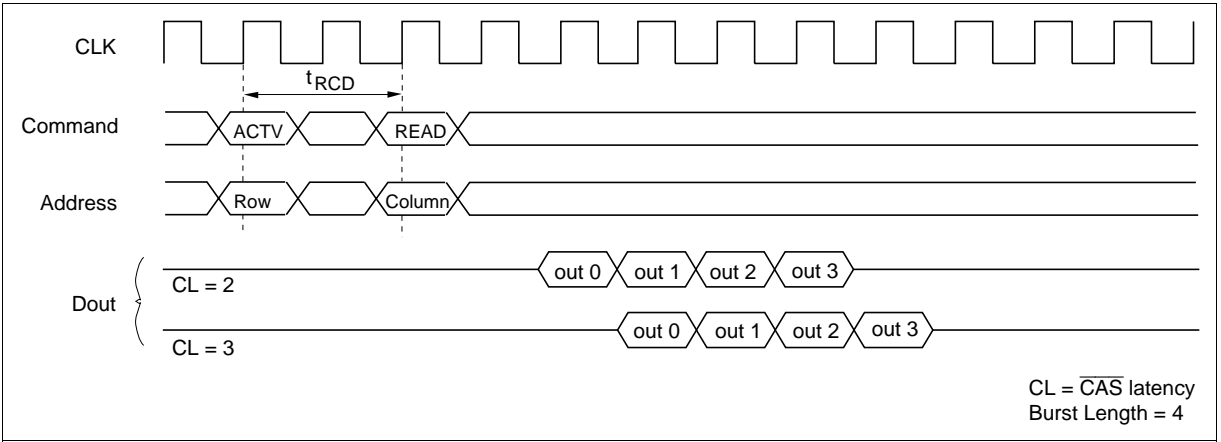 CLK
tRCD
Command
ACTV
READ
Address
Row
Column
Dout
CL = 2
out 0 out 1 out 2 out 3
CL = 3
out 0 out 1 out 2 out 3
CL = C̅A̅S̅ latency
Burst Length = 4